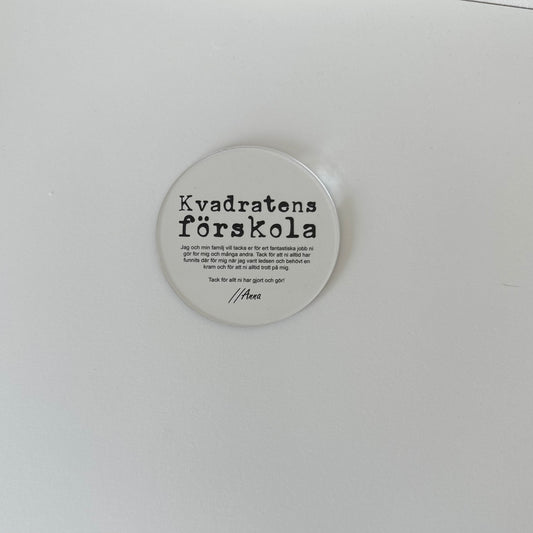 Kvadratens
förskola
Jag och min familj vill tacks er för ert fantastiska jobb ni
gör for mig och många andra. Tack för att ni alltid har
funnits där för mig när jag varit ledsen och behövt en
kram och för att ni alltid trott på mig.
Tack för allt ni har gjort och gör!
//Anna